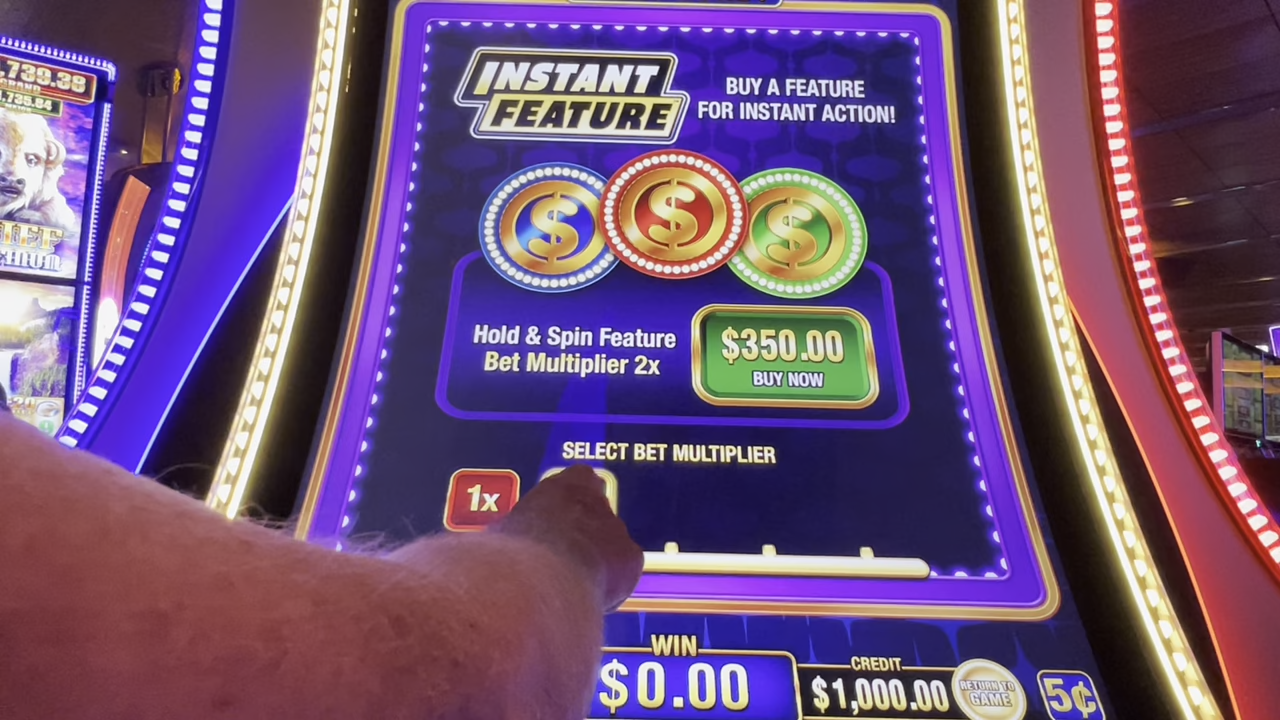 INSTANT
FEATURE
BUY A FEATURE
FOR INSTANT ACTION!
$ $ $
Hold & Spin Feature
Bet Multiplier 2x
$350.00
BUY NOW
SELECT BET MULTIPLIER
1x
WIN
$0.00
CREDIT
$1,000.00
RETURN TO
GAME
5¢